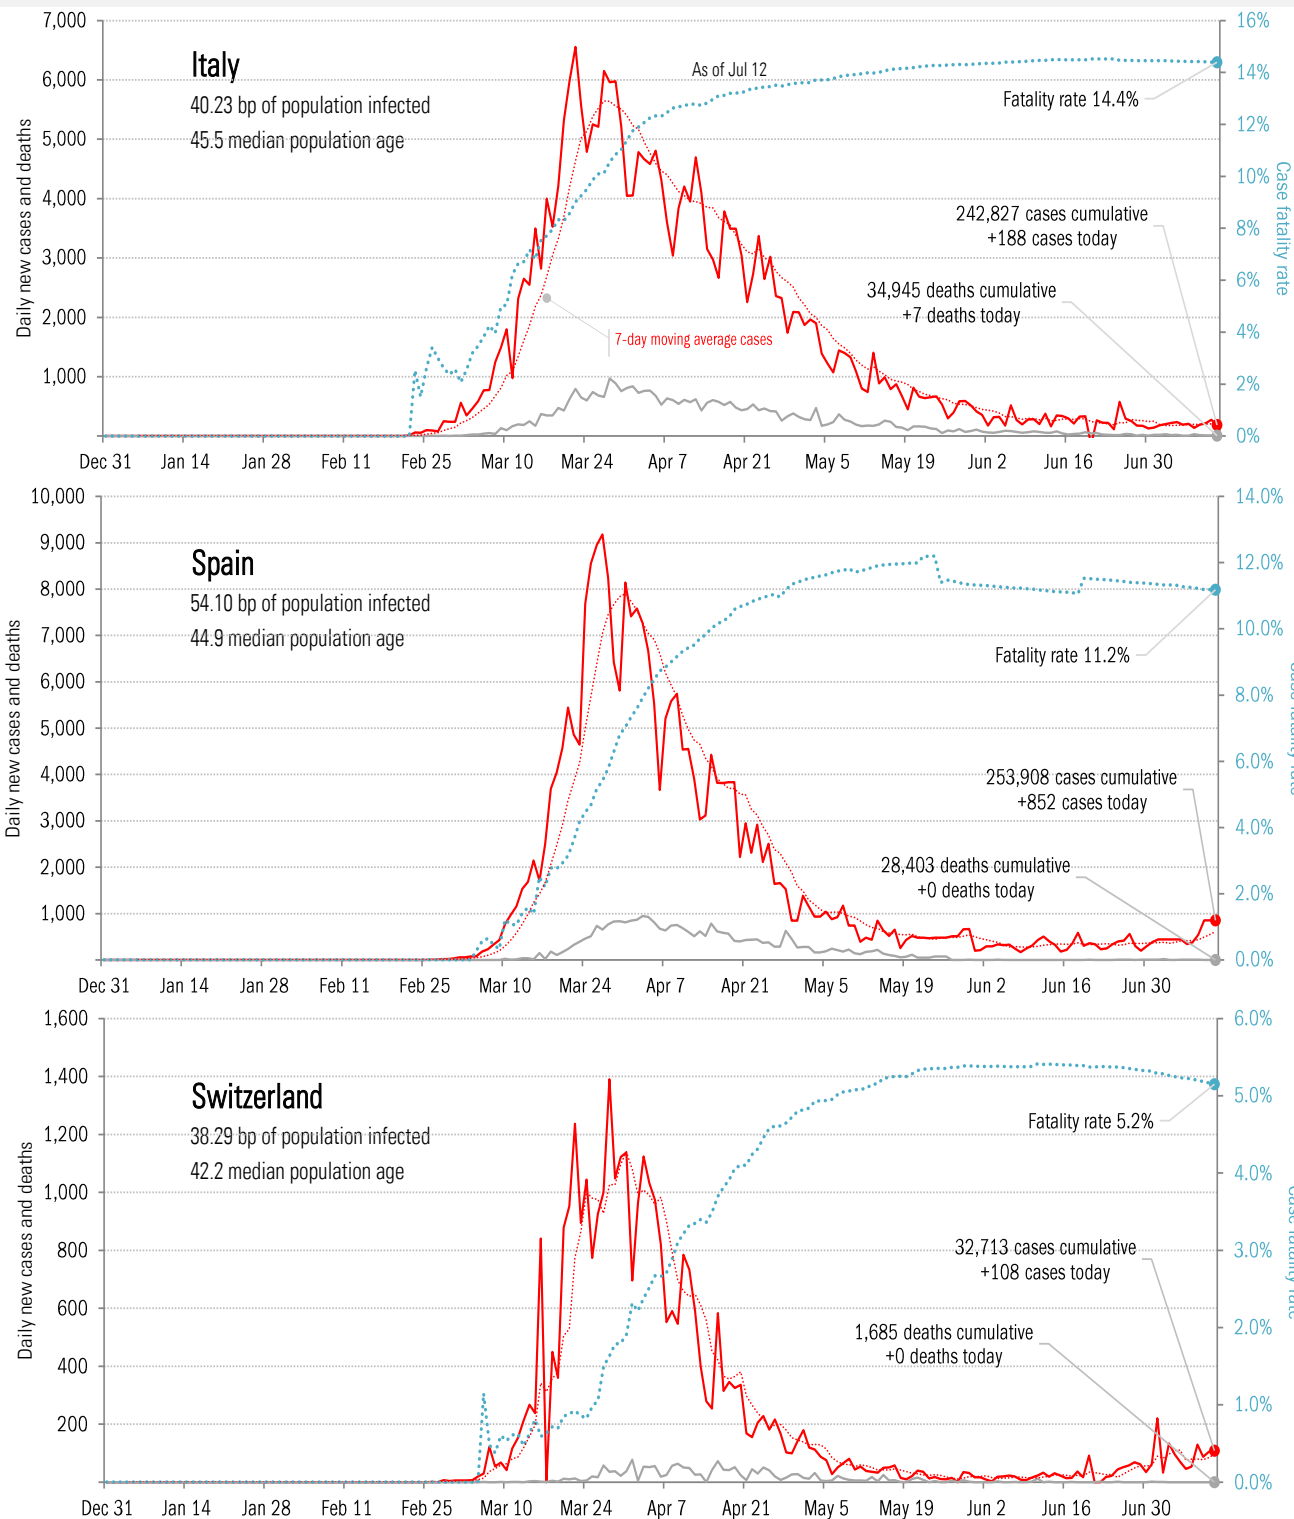 7,000
6,000
5,000
4,000
3,000
2,000
1,000
Daily new cases and deaths
Italy
40.23 bp of population infected
45.5 median population age
As of Jul 12
7-day moving average cases
Fatality rate 14.4%
242,827 cases cumulative
+188 cases today
34,945 deaths cumulative
+7 deaths today
16%
14%
12%
10%
8%
6%
4%
2%
0%
Case fatality rate
Dec 31 Jan 14 Jan 28 Feb 11 Feb 25 Mar 10 Mar 24 Apr 7 Apr 21 May 5 May 19 Jun 2 Jun 16 Jun 30
10,000
9,000
8,000
7,000
6,000
5,000
4,000
3,000
2,000
1,000
Daily new cases and deaths
Spain
54.10 bp of population infected
44.9 median population age
Fatality rate 11.2%
253,908 cases cumulative
+852 cases today
28,403 deaths cumulative
+0 deaths today
14.0%
12.0%
10.0%
8.0%
6.0%
4.0%
2.0%
0.0%
Case fatality rate
Dec 31 Jan 14 Jan 28 Feb 11 Feb 25 Mar 10 Mar 24 Apr 7 Apr 21 May 5 May 19 Jun 2 Jun 16 Jun 30
1,600
1,400
1,200
1,000
800
600
400
200
Daily new cases and deaths
Switzerland
38.29 bp of population infected
42.2 median population age
Fatality rate 5.2%
32,713 cases cumulative
+108 cases today
1,685 deaths cumulative
+0 deaths today
6.0%
5.0%
4.0%
3.0%
2.0%
1.0%
0.0%
Case fatality rate
Dec 31 Jan 14 Jan 28 Feb 11 Feb 25 Mar 10 Mar 24 Apr 7 Apr 21 May 5 May 19 Jun 2 Jun 16 Jun 30